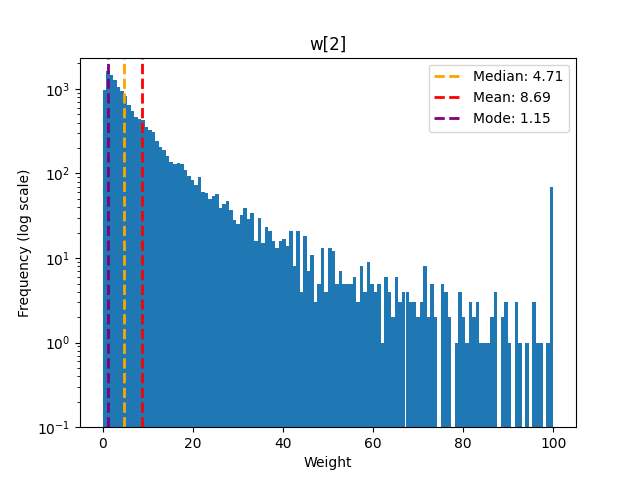 w[2]
Median: 4.71
Mean: 8.69
Mode: 1.15
Frequency (log scale)
10³
10²
10¹
10⁰
10⁻¹
0 20 40 60 80 100
Weight